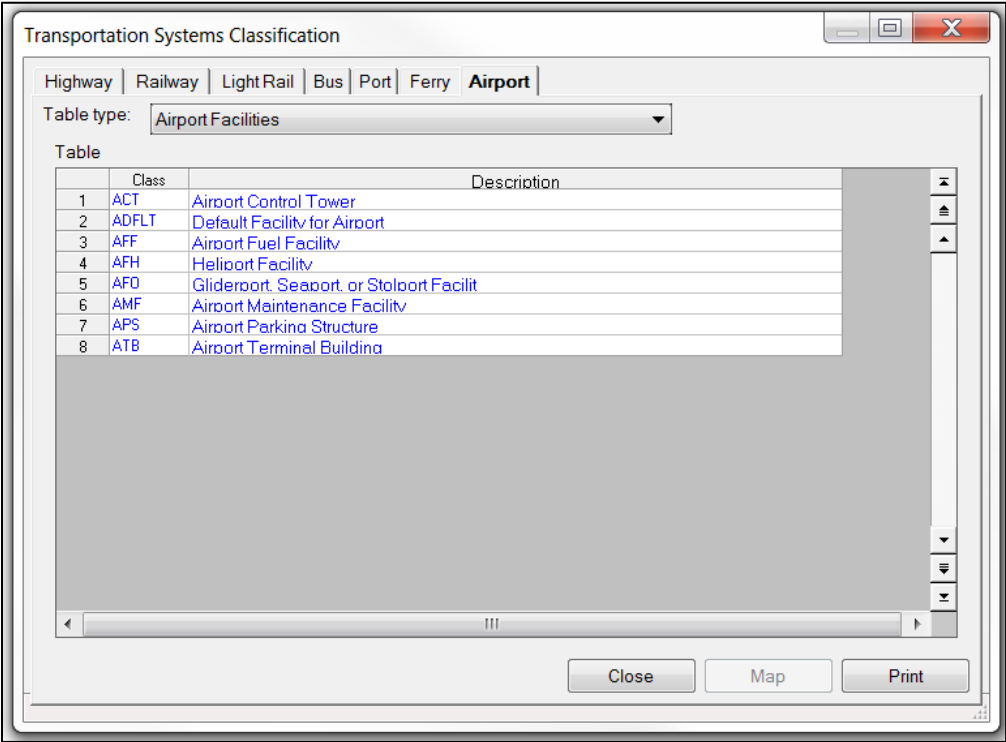 Transportation Systems Classification
Highway Railway Light Rail Bus Port Ferry Airport
Table type: Airport Facilities
Table
Class Description
1 ACT Airport Control Tower
2 ADFLT Default Facility for Airport
3 AFF Airport Fuel Facility
4 AFH Heliport Facility
5 AFO Gliderport, Seaport, or Stolport Facilit
6 AMF Airport Maintenance Facility
7 APS Airport Parking Structure
8 ATB Airport Terminal Building
Close Map Print